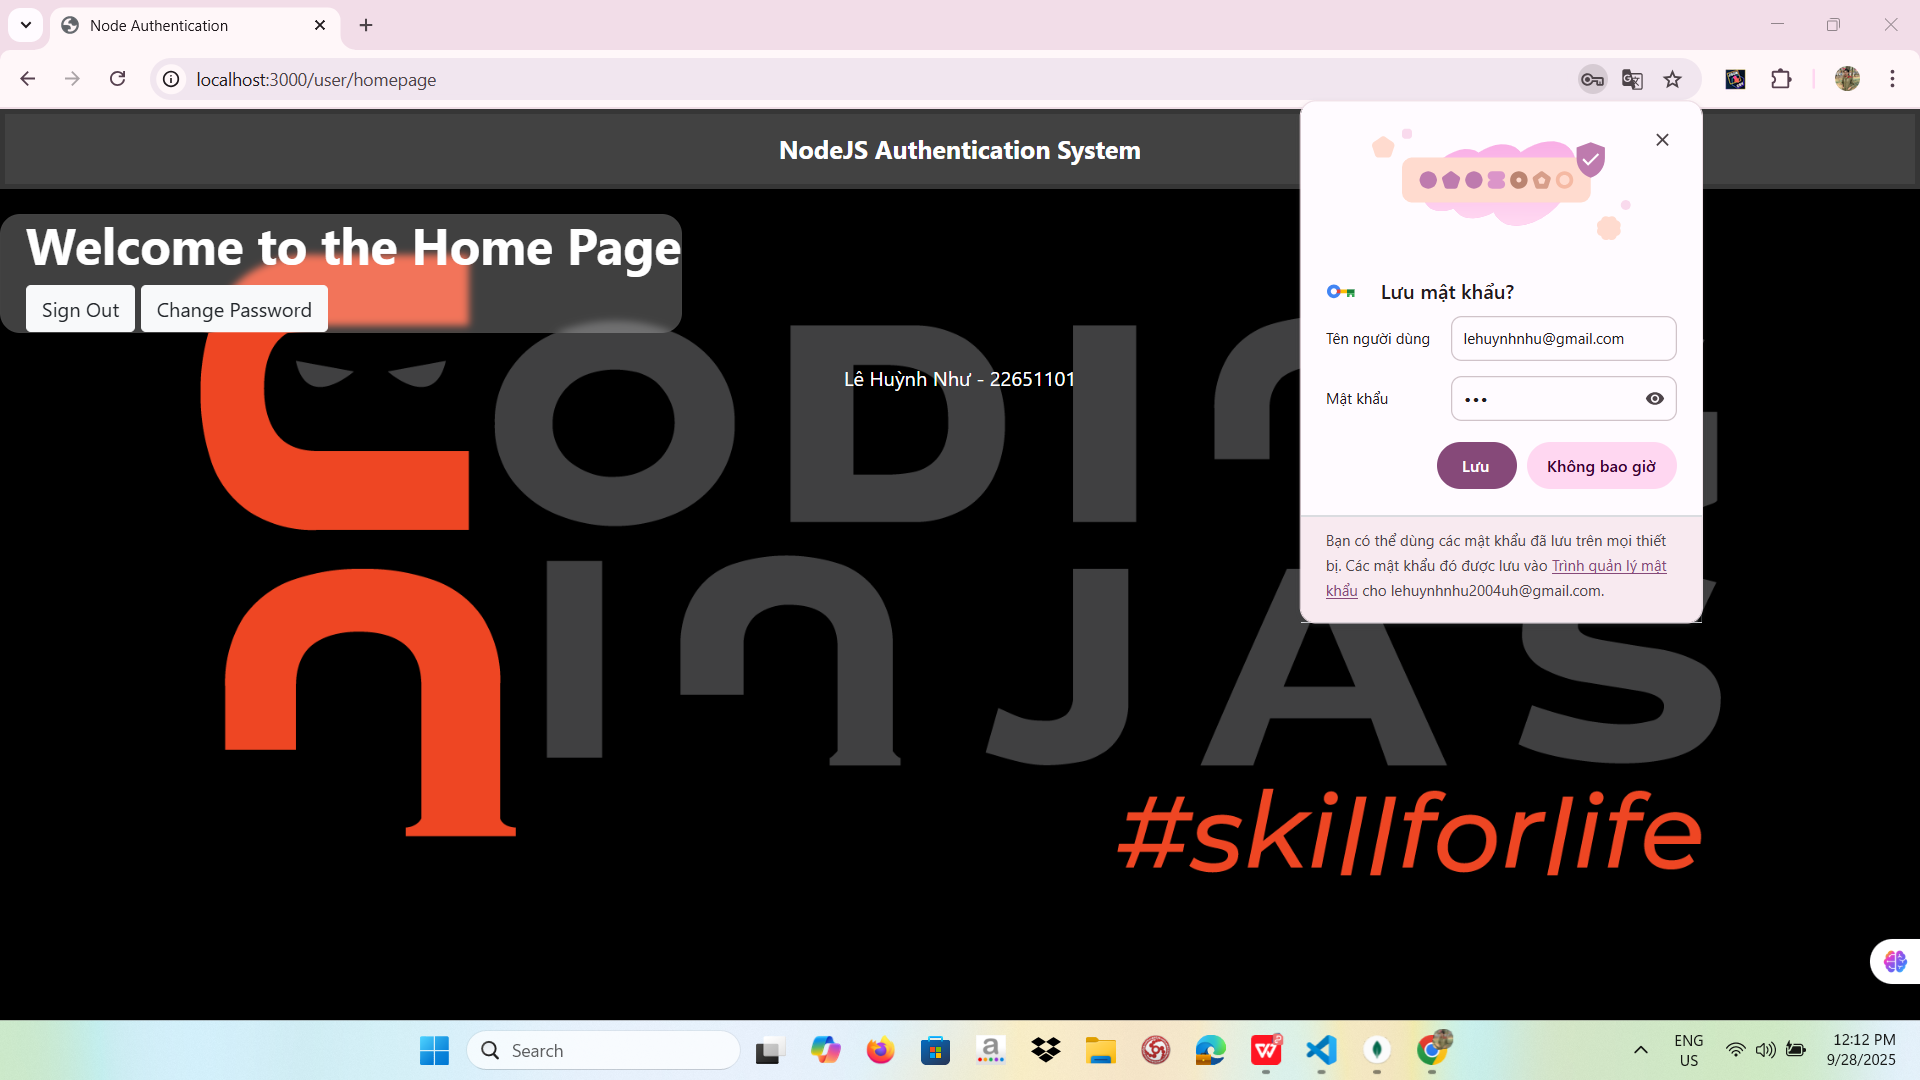 Node Authentication
localhost:3000/user/homepage
NodeJS Authentication System
Welcome to the Home Page
Sign Out
Change Password
Lê Huỳnh Như - 22651101
CODING
NINJAS
#skillforlife
Lưu mật khẩu?
Tên người dùng
lehuynhnhu@gmail.com
Mật khẩu
•••
Lưu
Không bao giờ
Bạn có thể dùng các mật khẩu đã lưu trên mọi thiết
bị. Các mật khẩu đó được lưu vào Trình quản lý mật
khẩu cho lehuynhnhu2004uh@gmail.com.
Search
ENG
US
12:12 PM
9/28/2025